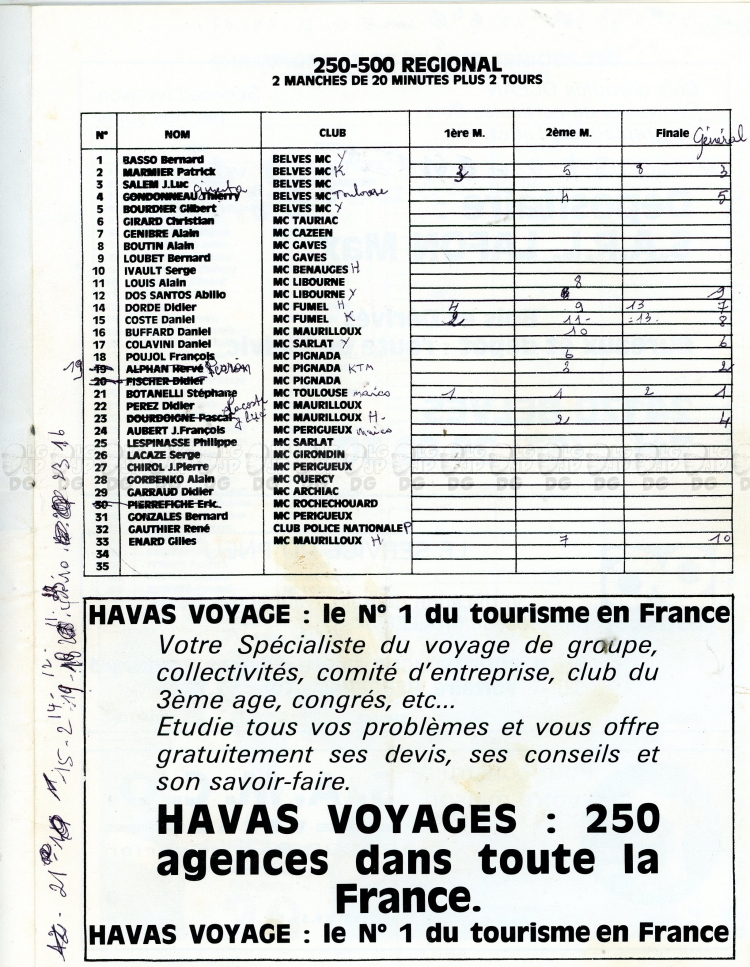 250-500 REGIONAL
2 MANCHES DE 20 MINUTES PLUS 2 TOURS
N° NOM CLUB 1ère M. 2ème M. Finale Général
1 BASSO Bernard BELVES MC Y
2 MARMIER Patrick BELVES MC K 3 5 8 3
3 SALEM J.Luc BELVES MC
4 GONDONNEAU Thierry BELVES MC Toulouse 4 5
5 BOURDIER Gilbert BELVES MC Y
6 GIRARD Christian MC TAURIAC
7 GENIBRE Alain MC CAZEEN
8 BOUTIN Alain MC GAVES
9 LOUBET Bernard MC GAVES
10 IVAULT Serge MC BENAUGES H
11 LOUIS Alain MC LIBOURNE 8
12 DOS SANTOS Abilio MC LIBOURNE Y 9
14 DORDE Didier MC FUMEL H 4 9 13 7
15 COSTE Daniel MC FUMEL K 2 11 13 8
16 BUFFARD Daniel MC MAURILLOUX 10
17 COLAVINI Daniel MC SARLAT Y 6
18 POUJOL François MC PIGNADA 6
19 19 ALPHAN Hervé MC PIGNADA KTM 3 2
20 FISCHER Didier MC PIGNADA
21 BOTANELLI Stéphane MC TOULOUSE maico 1 1 2 1
22 PEREZ Didier MC MAURILLOUX
23 DOURDOIGNE Pascal MC MAURILLOUX H 2 4
24 AUBERT J.François MC PERIGUEUX maico
25 LESPINASSE Philippe MC SARLAT
26 LACAZE Serge MC GIRONDIN
27 CHIROL J.Pierre MC PERIGUEUX
28 GORBENKO Alain MC QUERCY
29 GARRAUD Didier MC ARCHIAC
30 PIERREFICHE Eric MC ROCHECHOUARD
31 GONZALES Bernard MC PERIGUEUX
32 GAUTHIER René CLUB POLICE NATIONALE P
33 ENARD Gilles MC MAURILLOUX H 7 10
34
35
HAVAS VOYAGE : le N° 1 du tourisme en France
Votre Spécialiste du voyage de groupe,
collectivités, comité d'entreprise, club du
3ème age, congrés, etc...
Etudie tous vos problèmes et vous offre
gratuitement ses devis, ses conseils et
son savoir-faire.
HAVAS VOYAGES : 250
agences dans toute la
France.
HAVAS VOYAGE : le N° 1 du tourisme en France